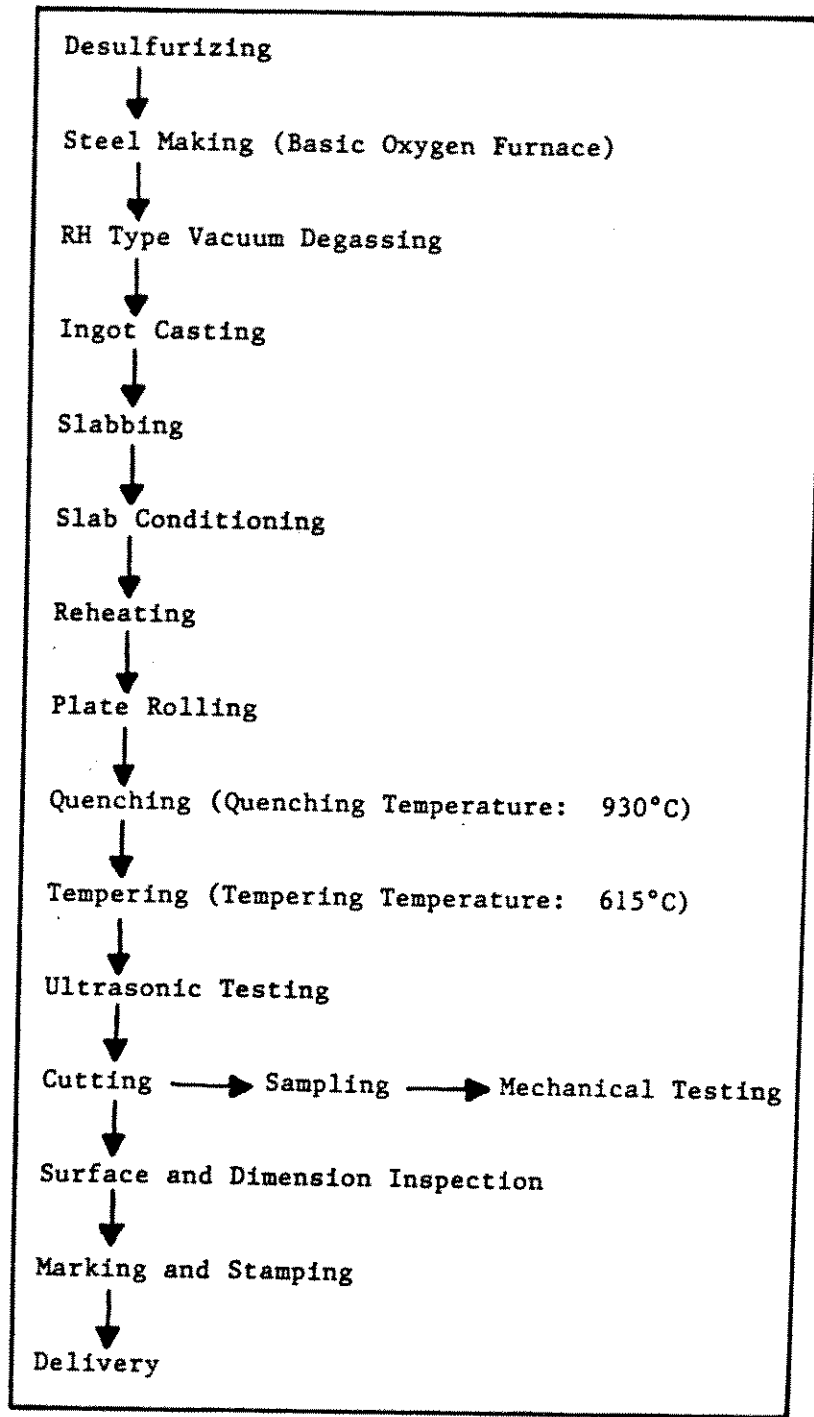 Desulfurizing
Steel Making (Basic Oxygen Furnace)
RH Type Vacuum Degassing
Ingot Casting
Slabbing
Slab Conditioning
Reheating
Plate Rolling
Quenching (Quenching Temperature: 930°C)
Tempering (Tempering Temperature: 615°C)
Ultrasonic Testing
Cutting Sampling Mechanical Testing
Surface and Dimension Inspection
Marking and Stamping
Delivery